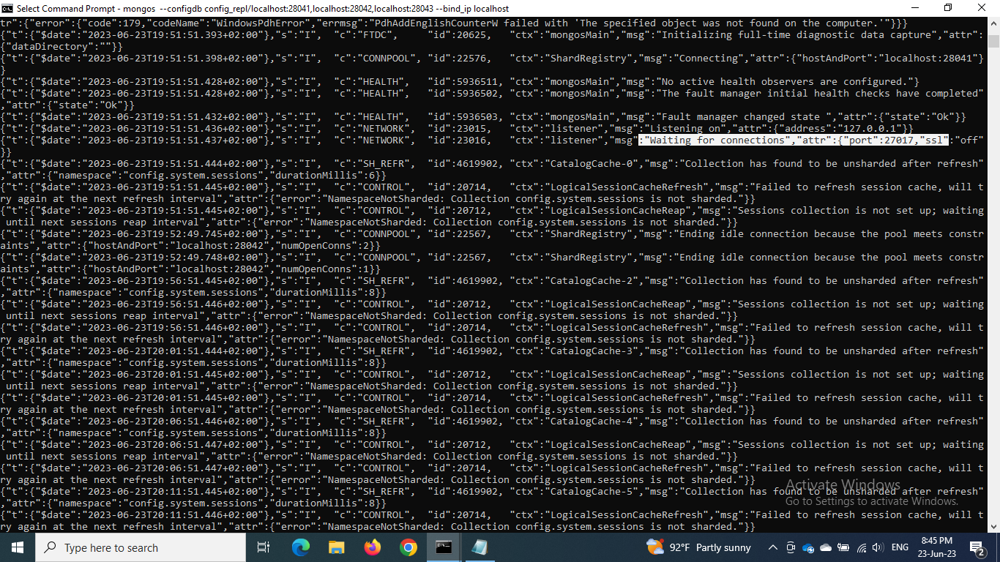 Select Command Prompt - mongos  --configdb config_repl/localhost:28041,localhost:28042,localhost:28043 --bind_ip localhost
tr":{"error":{"code":179,"codeName":"WindowsPdhError","errmsg":"PdhAddEnglishCounterW failed with 'The specified object was not found on the computer.'"}}}
{"t":{"$date":"2023-06-23T19:51:51.393+02:00"},"s":"I",  "c":"FTDC",     "id":20625,   "ctx":"mongosMain","msg":"Initializing full-time diagnostic data capture","attr":
{"dataDirectory":""}}
{"t":{"$date":"2023-06-23T19:51:51.398+02:00"},"s":"I",  "c":"CONNPOOL", "id":22576,   "ctx":"ShardRegistry","msg":"Connecting","attr":{"hostAndPort":"localhost:28041"}
}
{"t":{"$date":"2023-06-23T19:51:51.428+02:00"},"s":"I",  "c":"HEALTH",   "id":5936511, "ctx":"mongosMain","msg":"No active health observers are configured."}
{"t":{"$date":"2023-06-23T19:51:51.428+02:00"},"s":"I",  "c":"HEALTH",   "id":5936502, "ctx":"mongosMain","msg":"The fault manager initial health checks have completed"
,"attr":{"state":"Ok"}}
{"t":{"$date":"2023-06-23T19:51:51.432+02:00"},"s":"I",  "c":"HEALTH",   "id":5936503, "ctx":"mongosMain","msg":"Fault manager changed state ","attr":{"state":"Ok"}}
{"t":{"$date":"2023-06-23T19:51:51.436+02:00"},"s":"I",  "c":"NETWORK",  "id":23015,   "ctx":"listener","msg":"Listening on","attr":{"address":"127.0.0.1"}}
{"t":{"$date":"2023-06-23T19:51:51.437+02:00"},"s":"I",  "c":"NETWORK",  "id":23016,   "ctx":"listener","msg":"Waiting for connections","attr":{"port":27017,"ssl":"off"
}}
{"t":{"$date":"2023-06-23T19:51:51.444+02:00"},"s":"I",  "c":"SH_REFR",  "id":4619902, "ctx":"CatalogCache-0","msg":"Collection has found to be unsharded after refresh"
,"attr":{"namespace":"config.system.sessions","durationMillis":6}}
{"t":{"$date":"2023-06-23T19:51:51.445+02:00"},"s":"I",  "c":"CONTROL",  "id":20714,   "ctx":"LogicalSessionCacheRefresh","msg":"Failed to refresh session cache, will t
ry again at the next refresh interval","attr":{"error":"NamespaceNotSharded: Collection config.system.sessions is not sharded."}}
{"t":{"$date":"2023-06-23T19:51:51.445+02:00"},"s":"I",  "c":"CONTROL",  "id":20712,   "ctx":"LogicalSessionCacheReap","msg":"Sessions collection is not set up; waiting
 until next sessions reap interval","attr":{"error":"NamespaceNotSharded: Collection config.system.sessions is not sharded."}}
{"t":{"$date":"2023-06-23T19:52:49.745+02:00"},"s":"I",  "c":"CONNPOOL", "id":22567,   "ctx":"ShardRegistry","msg":"Ending idle connection because the pool meets constr
aints","attr":{"hostAndPort":"localhost:28042","numOpenConns":2}}
{"t":{"$date":"2023-06-23T19:52:49.748+02:00"},"s":"I",  "c":"CONNPOOL", "id":22567,   "ctx":"ShardRegistry","msg":"Ending idle connection because the pool meets constr
aints","attr":{"hostAndPort":"localhost:28042","numOpenConns":1}}
{"t":{"$date":"2023-06-23T19:56:51.445+02:00"},"s":"I",  "c":"SH_REFR",  "id":4619902, "ctx":"CatalogCache-2","msg":"Collection has found to be unsharded after refresh"
,"attr":{"namespace":"config.system.sessions","durationMillis":8}}
{"t":{"$date":"2023-06-23T19:56:51.446+02:00"},"s":"I",  "c":"CONTROL",  "id":20712,   "ctx":"LogicalSessionCacheReap","msg":"Sessions collection is not set up; waiting
 until next sessions reap interval","attr":{"error":"NamespaceNotSharded: Collection config.system.sessions is not sharded."}}
{"t":{"$date":"2023-06-23T19:56:51.446+02:00"},"s":"I",  "c":"CONTROL",  "id":20714,   "ctx":"LogicalSessionCacheRefresh","msg":"Failed to refresh session cache, will t
ry again at the next refresh interval","attr":{"error":"NamespaceNotSharded: Collection config.system.sessions is not sharded."}}
{"t":{"$date":"2023-06-23T20:01:51.444+02:00"},"s":"I",  "c":"SH_REFR",  "id":4619902, "ctx":"CatalogCache-3","msg":"Collection has found to be unsharded after refresh"
,"attr":{"namespace":"config.system.sessions","durationMillis":8}}
{"t":{"$date":"2023-06-23T20:01:51.445+02:00"},"s":"I",  "c":"CONTROL",  "id":20712,   "ctx":"LogicalSessionCacheReap","msg":"Sessions collection is not set up; waiting
 until next sessions reap interval","attr":{"error":"NamespaceNotSharded: Collection config.system.sessions is not sharded."}}
{"t":{"$date":"2023-06-23T20:01:51.445+02:00"},"s":"I",  "c":"CONTROL",  "id":20714,   "ctx":"LogicalSessionCacheRefresh","msg":"Failed to refresh session cache, will t
ry again at the next refresh interval","attr":{"error":"NamespaceNotSharded: Collection config.system.sessions is not sharded."}}
{"t":{"$date":"2023-06-23T20:06:51.446+02:00"},"s":"I",  "c":"SH_REFR",  "id":4619902, "ctx":"CatalogCache-4","msg":"Collection has found to be unsharded after refresh"
,"attr":{"namespace":"config.system.sessions","durationMillis":8}}
{"t":{"$date":"2023-06-23T20:06:51.447+02:00"},"s":"I",  "c":"CONTROL",  "id":20712,   "ctx":"LogicalSessionCacheReap","msg":"Sessions collection is not set up; waiting
 until next sessions reap interval","attr":{"error":"NamespaceNotSharded: Collection config.system.sessions is not sharded."}}
{"t":{"$date":"2023-06-23T20:06:51.447+02:00"},"s":"I",  "c":"CONTROL",  "id":20714,   "ctx":"LogicalSessionCacheRefresh","msg":"Failed to refresh session cache, will t
ry again at the next refresh interval","attr":{"error":"NamespaceNotSharded: Collection config.system.sessions is not sharded."}}
{"t":{"$date":"2023-06-23T20:11:51.445+02:00"},"s":"I",  "c":"SH_REFR",  "id":4619902, "ctx":"CatalogCache-5","msg":"Collection has found to be unsharded after refresh"
,"attr":{"namespace":"config.system.sessions","durationMillis":8}}
{"t":{"$date":"2023-06-23T20:11:51.446+02:00"},"s":"I",  "c":"CONTROL",  "id":20714,   "ctx":"LogicalSessionCacheRefresh","msg":"Failed to refresh session cache, will t
ry again at the next refresh interval","attr":{"error":"NamespaceNotSharded: Collection config.system.sessions is not sharded."}}
Activate Windows
Go to Settings to activate Windows.
Type here to search
92°F Partly sunny
ENG
8:45 PM
23-Jun-23
2